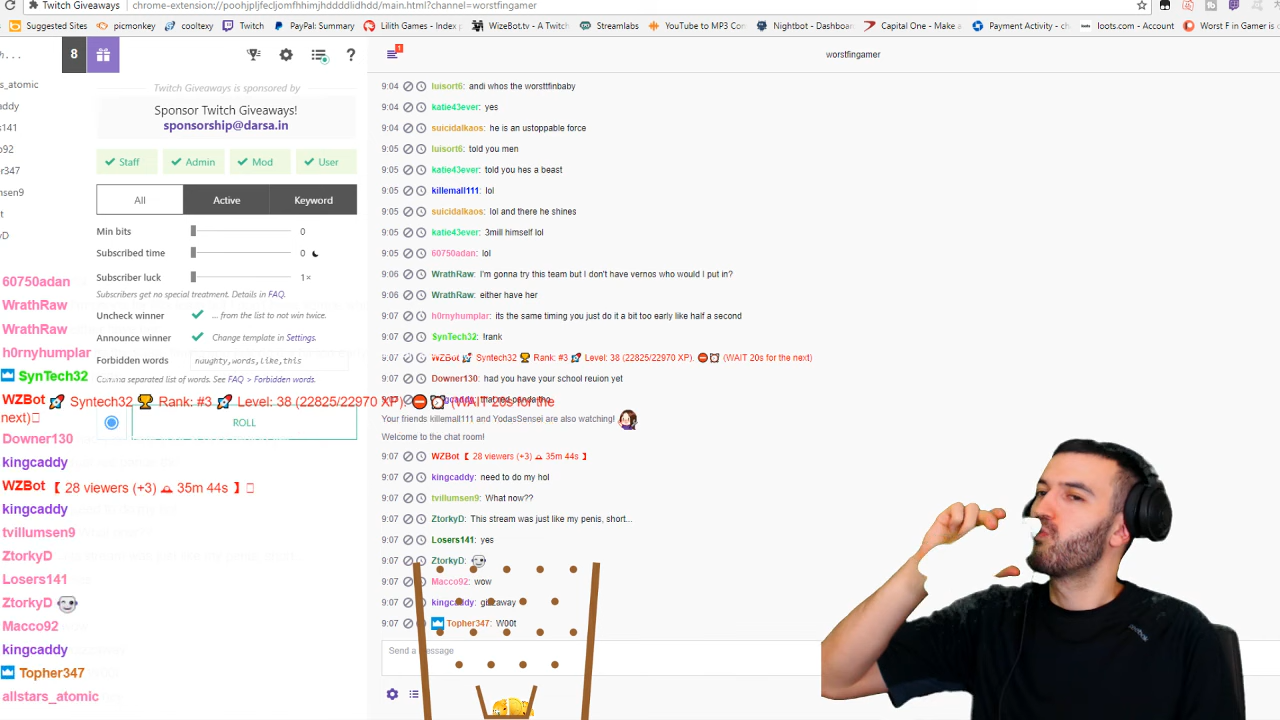 Twitch Giveaways
chrome-extension://poohjpljfecljomfhhimjhddddlidhdd/main.html?channel=worstfingamer
Suggested Sites
picmonkey
cooltext
Twitch
PayPal: Summary
Lilith Games - Index p
WizeBot.tv - A Twitch
Streamlabs
YouTube to MP3 Com
Nightbot - Dashboar
Capital One - Make a
Payment Activity - Ch
loots.com - Account
Worst F in Gamer is c
8
Twitch Giveaways is sponsored by
Sponsor Twitch Giveaways!
sponsorship@darsa.in
Staff
Admin
Mod
User
All
Active
Keyword
Min bits 0
Subscribed time 0
Subscriber luck 1×
Subscribers get no special treatment. Details in FAQ.
Uncheck winner ... from the list to not win twice.
Announce winner Change template in Settings.
Forbidden words naughty,words,like,this
Comma separated list of words. See FAQ > Forbidden words.
ROLL
s_atomic
addy
s141
o92
er347
msen9
t
yD
60750adan
WrathRaw
WrathRaw
h0rnyhumplar
SynTech32
WZBot Syntech32 Rank: #3 Level: 38 (22825/22970 XP). (WAIT 20s for the
next)
Downer130
kingcaddy
WZBot 【 28 viewers (+3) 35m 44s 】
kingcaddy
tvillumsen9
ZtorkyD
Losers141
ZtorkyD
Macco92
kingcaddy
Topher347
allstars_atomic
1
worstfingamer
9:04 luisort6: andi whos the worsttfinbaby
9:04 katie43ever: yes
9:04 suicidalkaos: he is an ustoppable force
9:05 luisort6: told you men
9:05 katie43ever: told you hes a beast
9:05 killemall111: lol
9:05 suicidalkaos: lol and there he shines
9:05 katie43ever: 3mill himself lol
9:05 60750adan: lol
9:06 WrathRaw: I'm gonna try this team but I don't have vernos who would I put in?
9:06 WrathRaw: either have her
9:07 h0rnyhumplar: its the same timing you just do it a bit too early like half a second
9:07 SynTech32: !rank
9:07 WZBot: Syntech32 Rank: #3 Level: 38 (22825/22970 XP). (WAIT 20s for the next)
9:07 Downer130: had you have your school reuion yet
Your friends killemall111 and YodasSensei are also watching!
Welcome to the chat room!
9:07 WZBot: 【 28 viewers (+3) 35m 44s 】
9:07 kingcaddy: need to do my hol
9:07 tvillumsen9: What now??
9:07 ZtorkyD: This stream was just like my penis, short...
9:07 Losers141: yes
9:07 ZtorkyD:
9:07 Macco92: wow
9:07 kingcaddy: giveaway
9:07 Topher347: W00t
Send a message